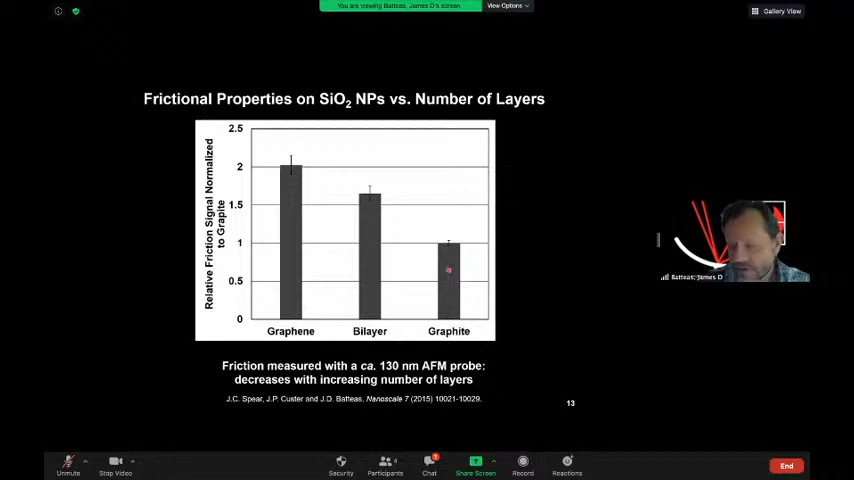 You are viewing Batteas, James D's screen
View Options
Gallery View
Frictional Properties on SiO2 NPs vs. Number of Layers
Relative Friction Signal Normalized
to Grapite
2.5
2
1.5
1
0.5
0
Graphene Bilayer Graphite
Friction measured with a ca. 130 nm AFM probe:
decreases with increasing number of layers
J.C. Spear, J.P. Custer and J.D. Batteas, Nanoscale 7 (2015) 10021-10029.
13
Batteas, James D
Unmute
Stop Video
Security
4
Participants
1
Chat
Share Screen
Record
Reactions
End